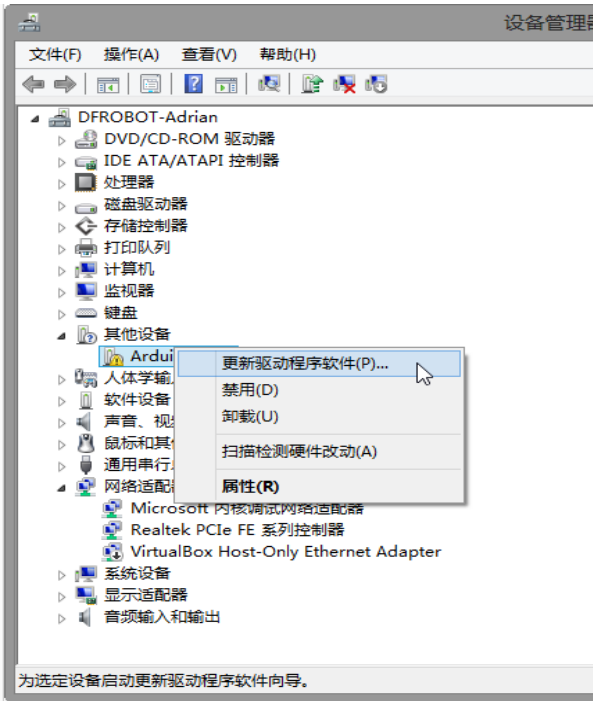 设备管理器
文件(F) 操作(A) 查看(V) 帮助(H)
DFROBOT-Adrian
DVD/CD-ROM 驱动器
IDE ATA/ATAPI 控制器
处理器
磁盘驱动器
存储控制器
打印队列
计算机
监视器
键盘
其他设备
Ardui
更新驱动程序软件(P)...
人体学输
禁用(D)
软件设备
卸载(U)
声音、视
鼠标和其
扫描检测硬件改动(A)
通用串行
网络适配
属性(R)
Microsoft 内核调试网络适配器
Realtek PCIe FE 系列控制器
VirtualBox Host-Only Ethernet Adapter
系统设备
显示适配器
音频输入和输出
为选定设备启动更新驱动程序软件向导。